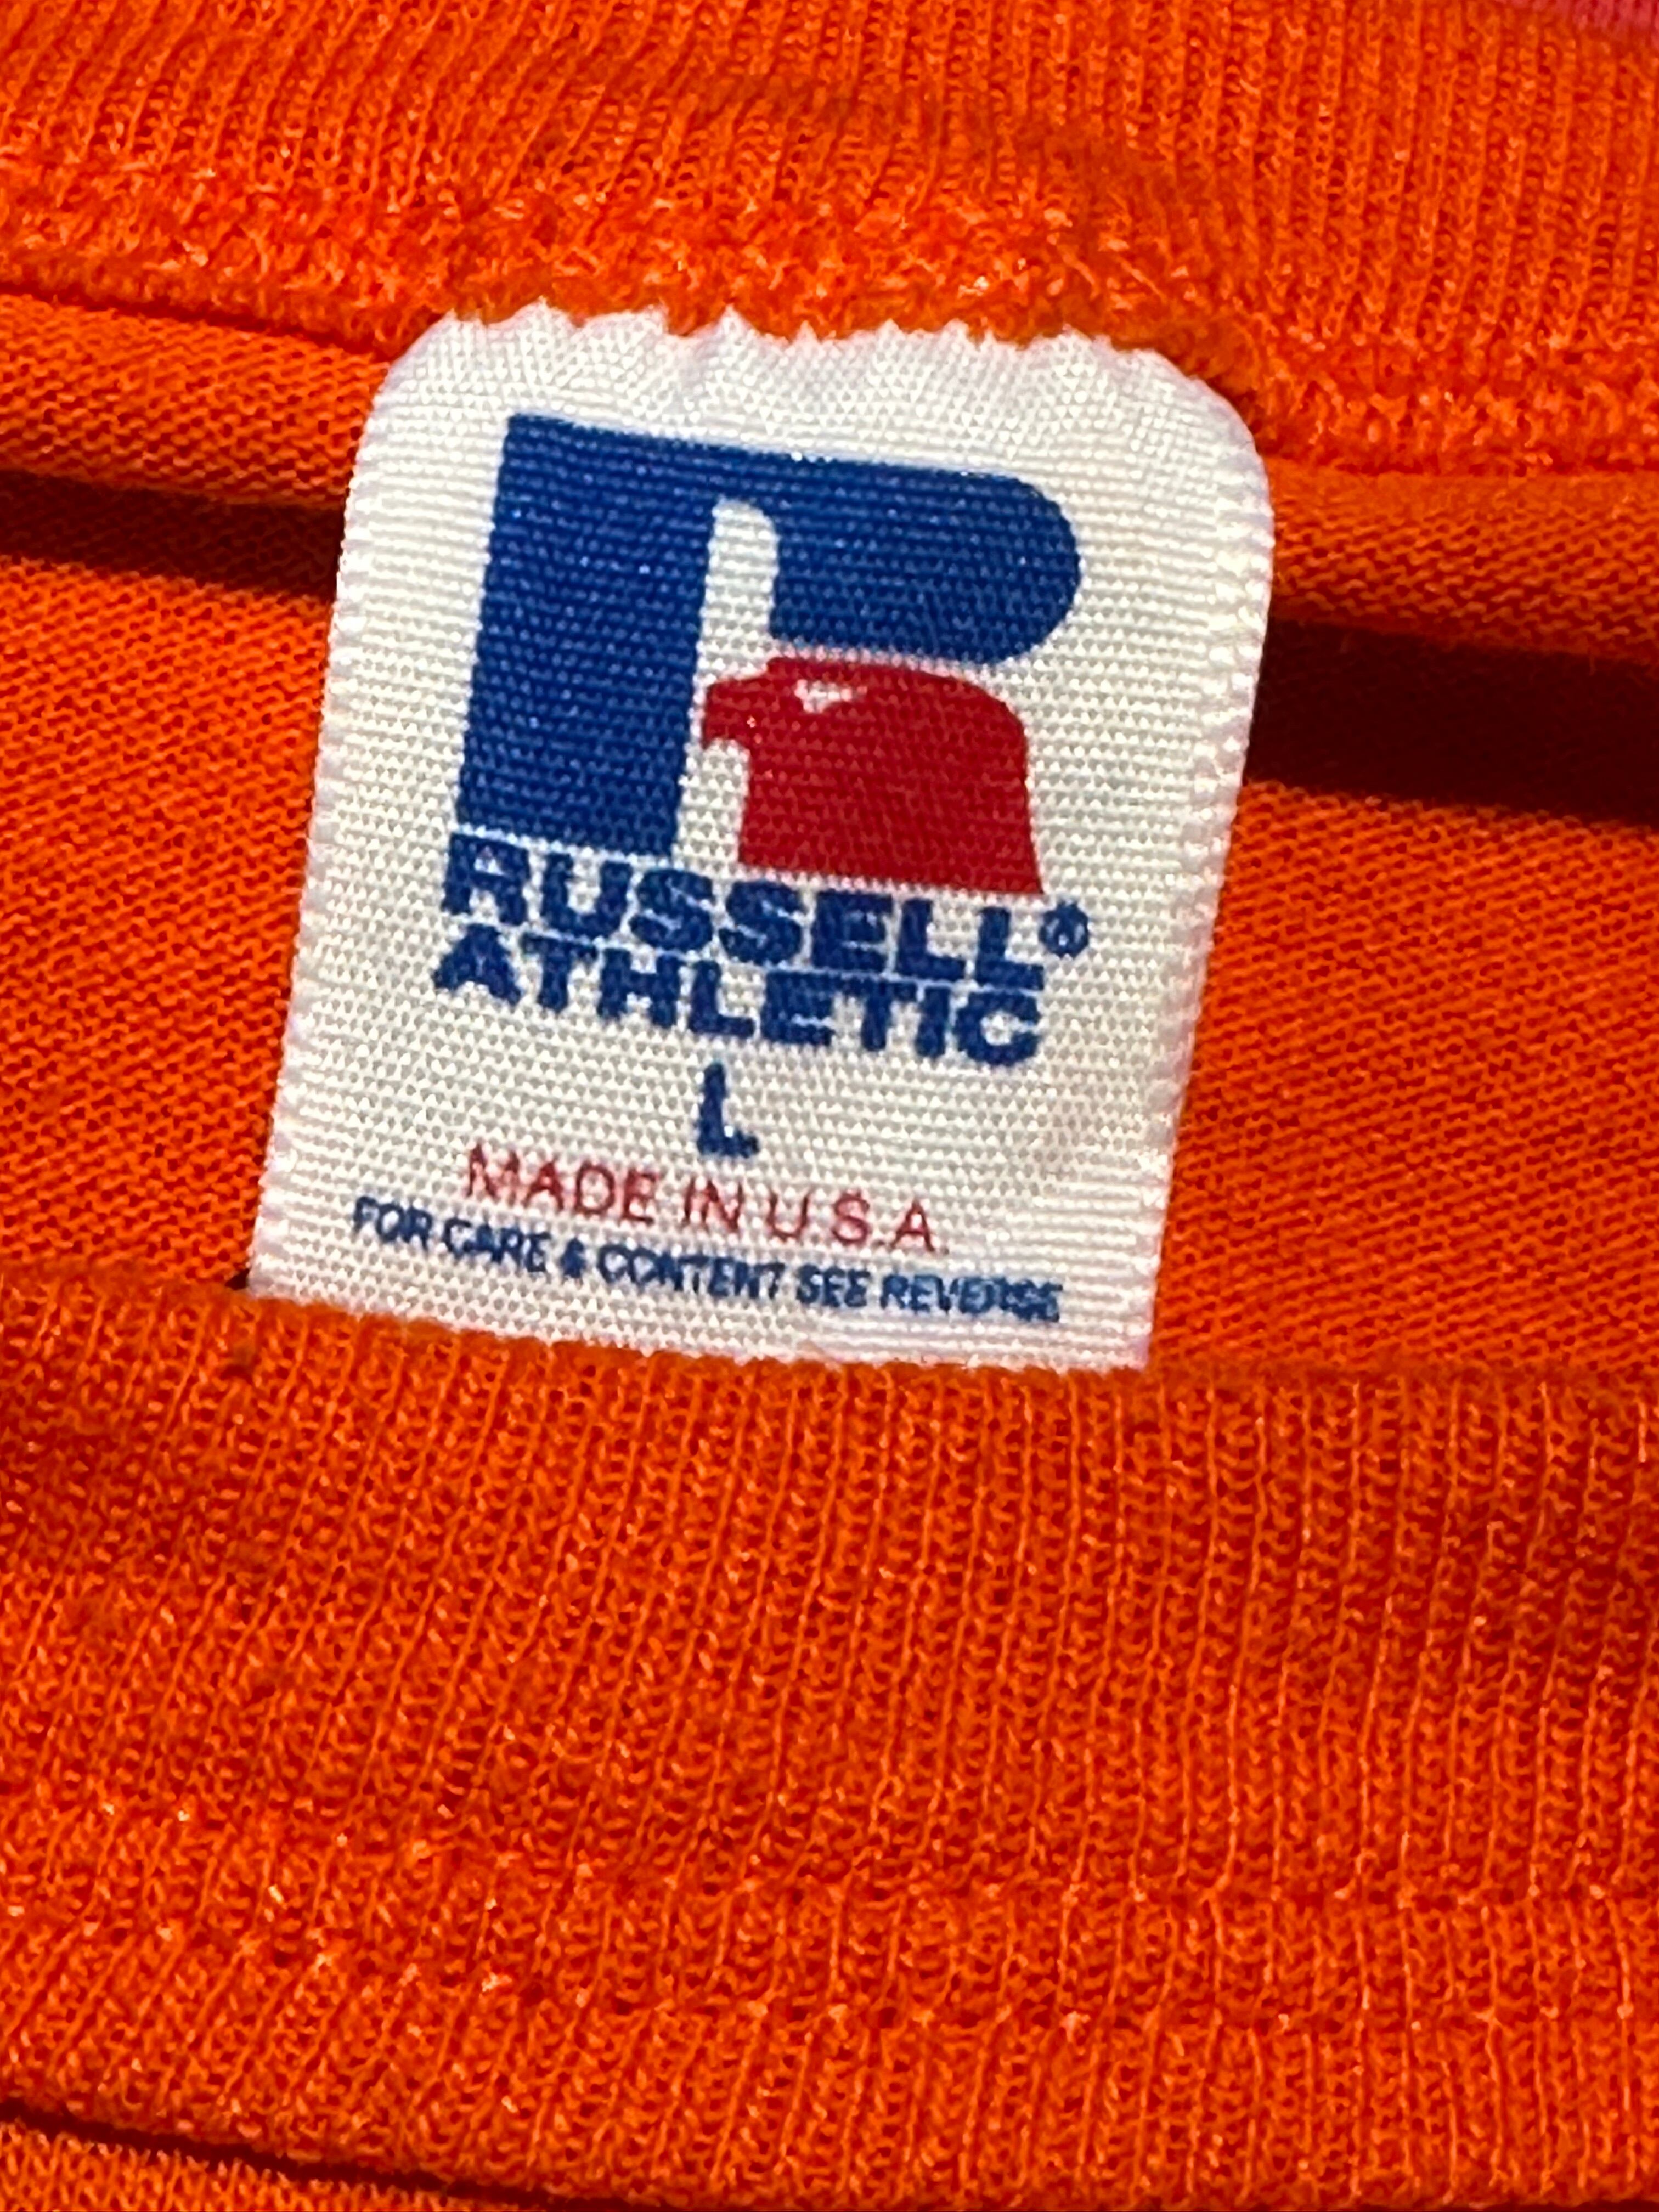 RUSSELL®
ATHLETIC
L
MADE IN U.S.A.
FOR CARE & CONTENT SEE REVERSE